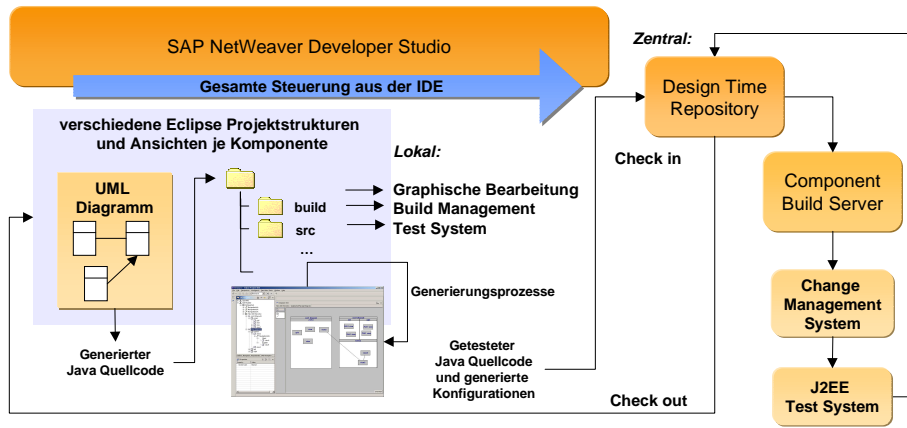 SAP NetWeaver Developer Studio
Gesamte Steuerung aus der IDE
verschiedene Eclipse Projektstrukturen
und Ansichten je Komponente
UML
Diagramm
build
src
...
Generierter
Java Quellcode
Lokal:
Graphische Bearbeitung
Build Management
Test System
Generierungsprozesse
Getesteter
Java Quellcode
und generierte
Konfigurationen
Check in
Check out
Zentral:
Design Time
Repository
Component
Build Server
Change
Management
System
J2EE
Test System